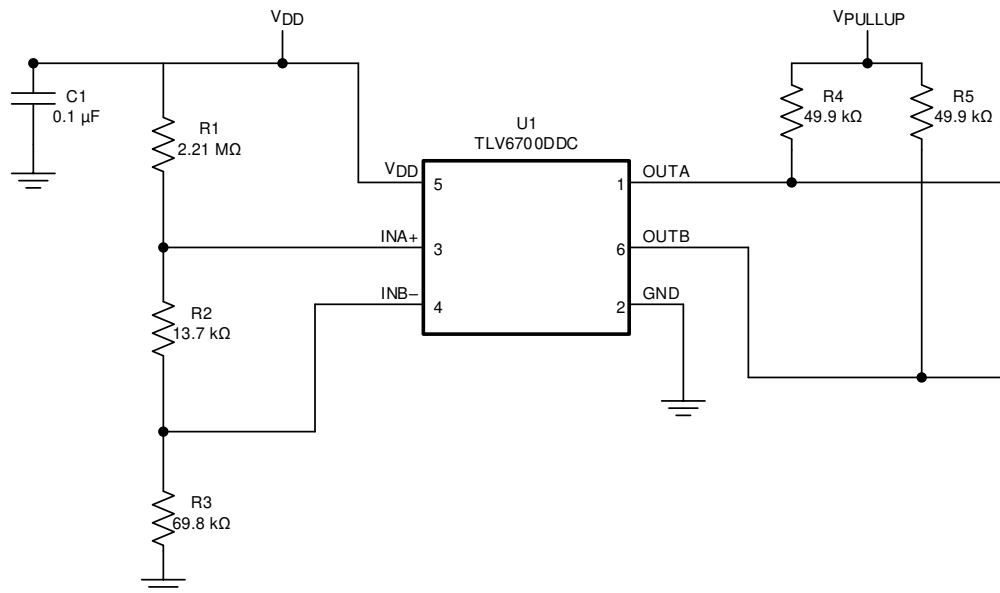 VDD
VPULLUP
C1
0.1 µF
R1
2.21 MΩ
R4
49.9 kΩ
R5
49.9 kΩ
U1
TLV6700DDC
VDD
5
1
OUTA
INA+
3
6
OUTB
INB–
4
2
GND
R2
13.7 kΩ
R3
69.8 kΩ